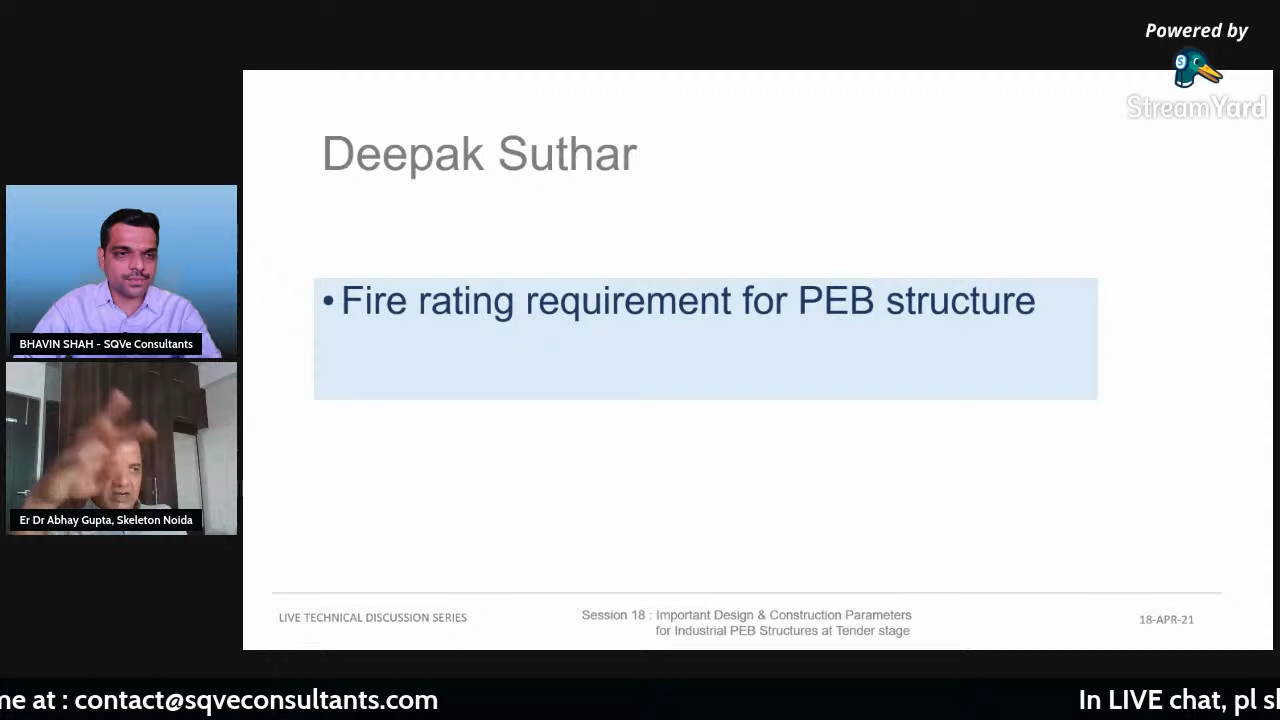 Powered by
StreamYard
Deepak Suthar
• Fire rating requirement for PEB structure
BHAVIN SHAH - SQVe Consultants
Er Dr Abhay Gupta, Skeleton Noida
LIVE TECHNICAL DISCUSSION SERIES
Session 18 : Important Design & Construction Parameters
for Industrial PEB Structures at Tender stage
18-APR-21
me at : contact@sqveconsultants.com
In LIVE chat, pl